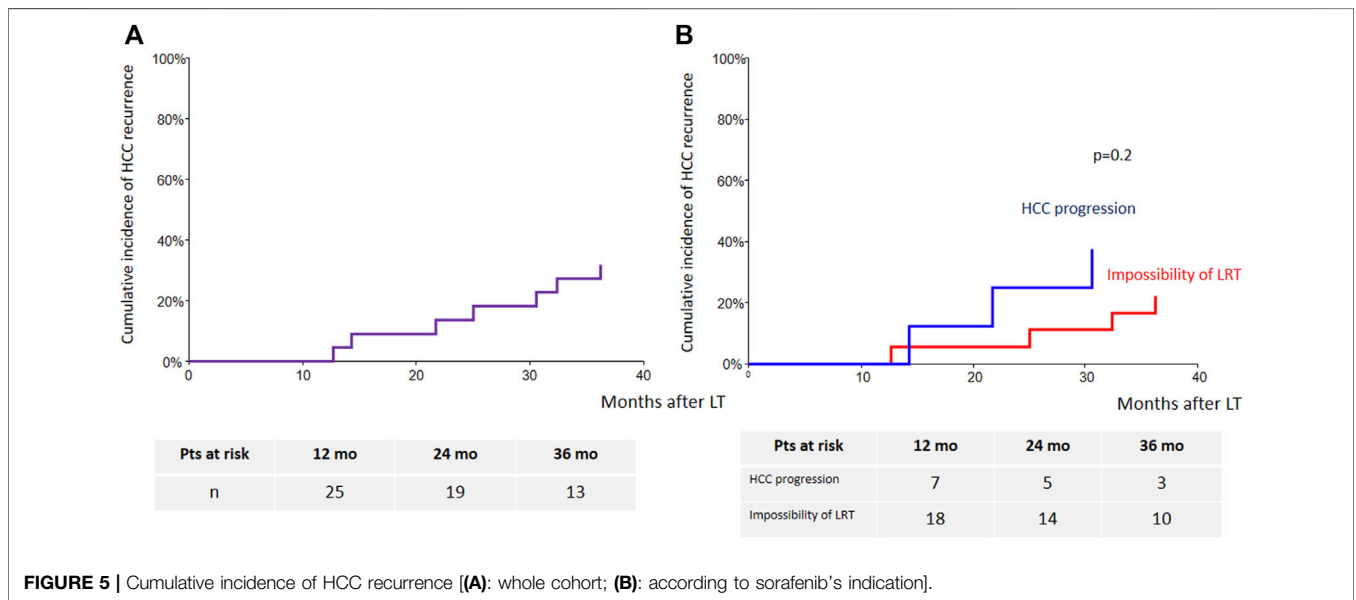 A
Cumulative incidence of HCC recurrence
100%
80%
60%
40%
20%
0%
0 10 20 30 40
Months after LT
Pts at risk 12 mo 24 mo 36 mo
n 25 19 13
B
Cumulative incidence of HCC recurrence
100%
80%
60%
40%
20%
0%
p=0.2
HCC progression
Impossibility of LRT
0 10 20 30 40
Months after LT
Pts at risk 12 mo 24 mo 36 mo
HCC progression 7 5 3
Impossibility of LRT 18 14 10
FIGURE 5 | Cumulative incidence of HCC recurrence [(A): whole cohort; (B): according to sorafenib's indication].